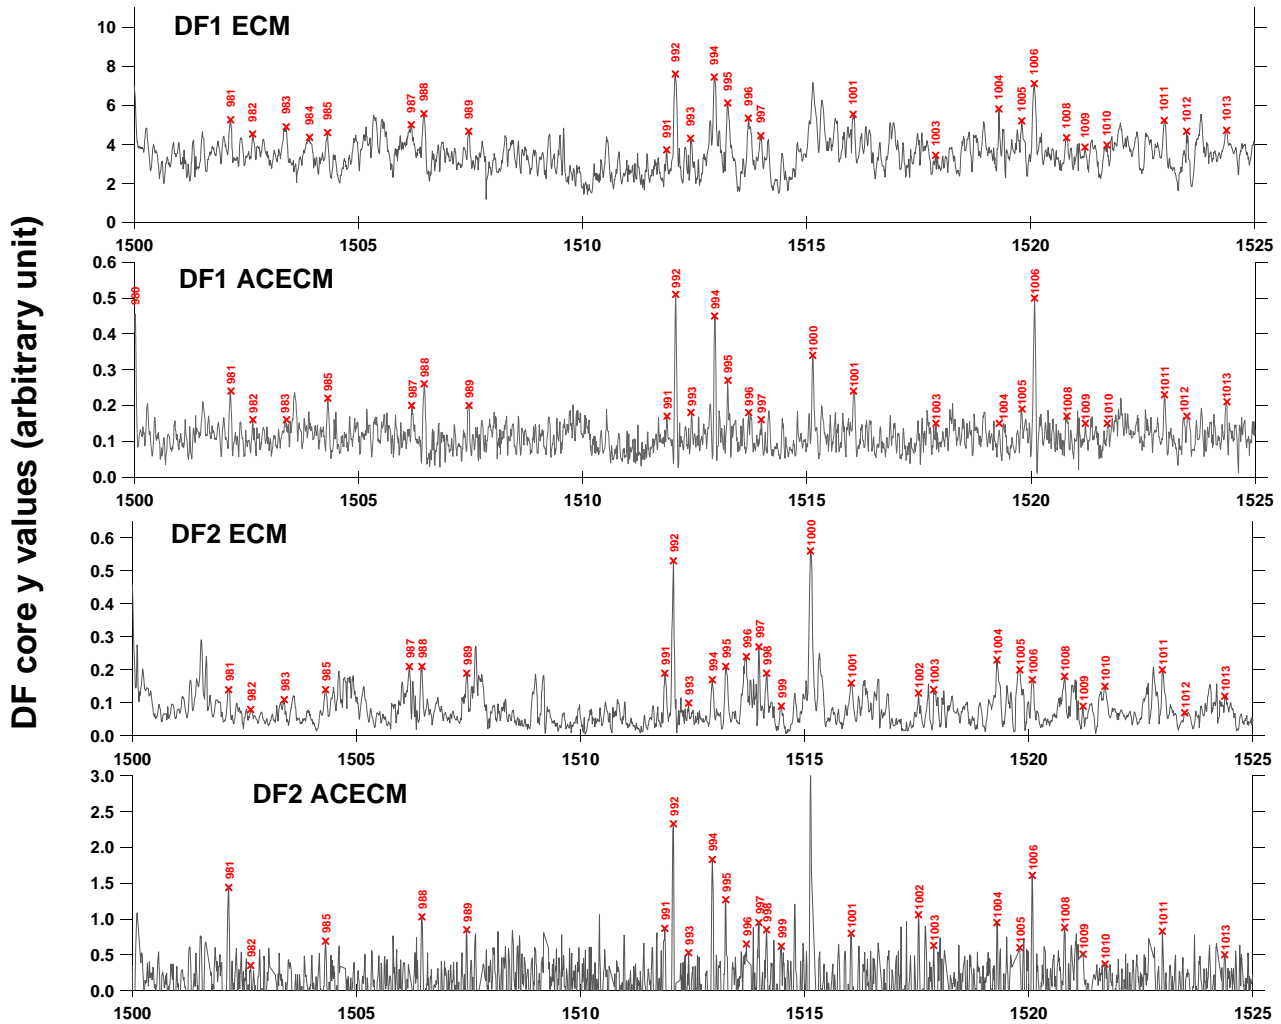 DF core y values (arbitrary unit)
DF1 ECM
10
8
6
4
2
0
981 982 983 984 985 987 988 989 991 992 993 994 995 996 997 1001 1003 1004 1005 1006 1008 1009 1010 1011 1012 1013
1500 1505 1510 1515 1520 1525
DF1 ACECM
0.6
0.5
0.4
0.3
0.2
0.1
0.0
980 981 982 983 985 987 988 989 991 992 993 994 995 996 997 1000 1001 1003 1004 1005 1006 1008 1009 1010 1011 1012 1013
1500 1505 1510 1515 1520 1525
DF2 ECM
0.6
0.5
0.4
0.3
0.2
0.1
0.0
981 982 983 985 987 988 989 991 992 993 994 995 996 997 998 999 1000 1001 1002 1003 1004 1005 1006 1008 1009 1010 1011 1012 1013
1500 1505 1510 1515 1520 1525
DF2 ACECM
3.0
2.5
2.0
1.5
1.0
0.5
0.0
981 982 985 988 989 991 992 993 994 995 996 997 998 999 1001 1002 1003 1004 1005 1006 1008 1009 1010 1011 1013
1500 1505 1510 1515 1520 1525